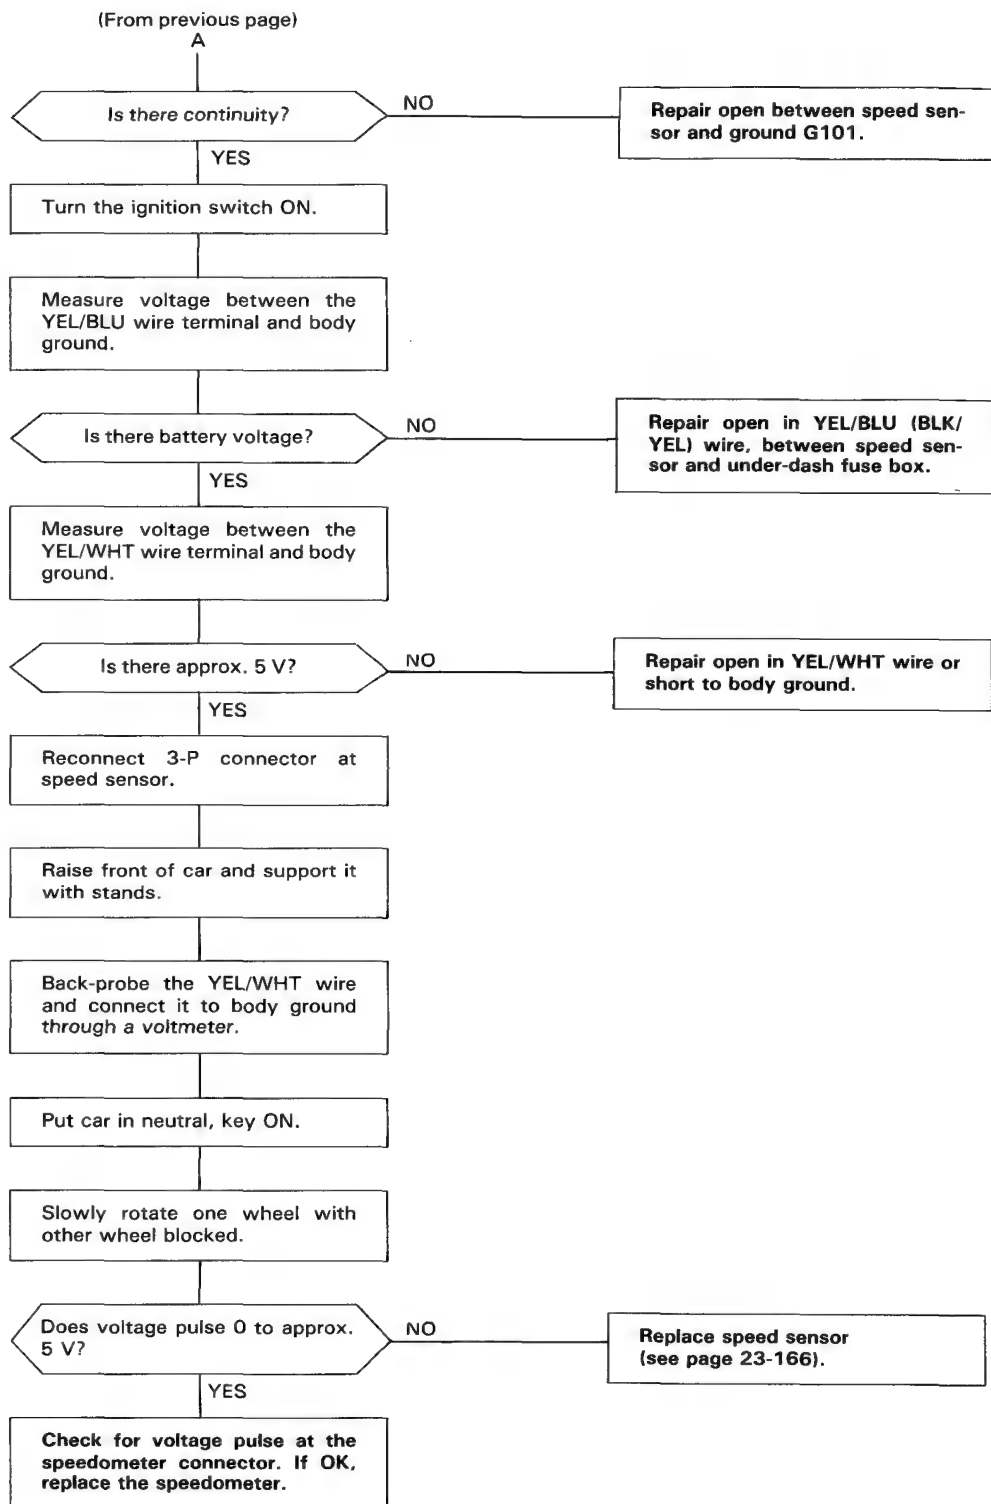 (From previous page)
A
Is there continuity?
NO
Repair open between speed sen-
sor and ground G101.
YES
Turn the ignition switch ON.
Measure voltage between the
YEL/BLU wire terminal and body
ground.
Is there battery voltage?
NO
Repair open in YEL/BLU (BLK/
YEL) wire, between speed sen-
sor and under-dash fuse box.
YES
Measure voltage between the
YEL/WHT wire terminal and body
ground.
Is there approx. 5 V?
NO
Repair open in YEL/WHT wire or
short to body ground.
YES
Reconnect 3-P connector at
speed sensor.
Raise front of car and support it
with stands.
Back-probe the YEL/WHT wire
and connect it to body ground
through a voltmeter.
Put car in neutral, key ON.
Slowly rotate one wheel with
other wheel blocked.
Does voltage pulse 0 to approx.
5 V?
NO
Replace speed sensor
(see page 23-166).
YES
Check for voltage pulse at the
speedometer connector. If OK,
replace the speedometer.